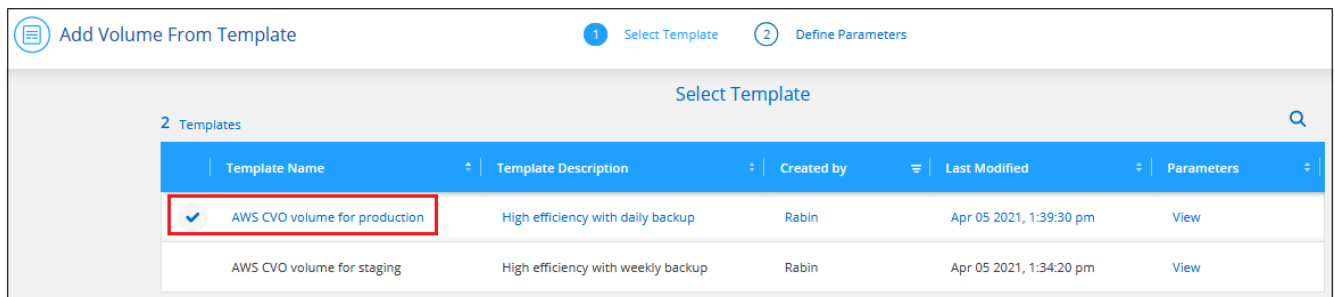 Add Volume From Template
1 Select Template 2 Define Parameters
Select Template
2 Templates
Template Name Template Description Created by Last Modified Parameters
AWS CVO volume for production High efficiency with daily backup Rabin Apr 05 2021, 1:39:30 pm View
AWS CVO volume for staging High efficiency with weekly backup Rabin Apr 05 2021, 1:34:20 pm View